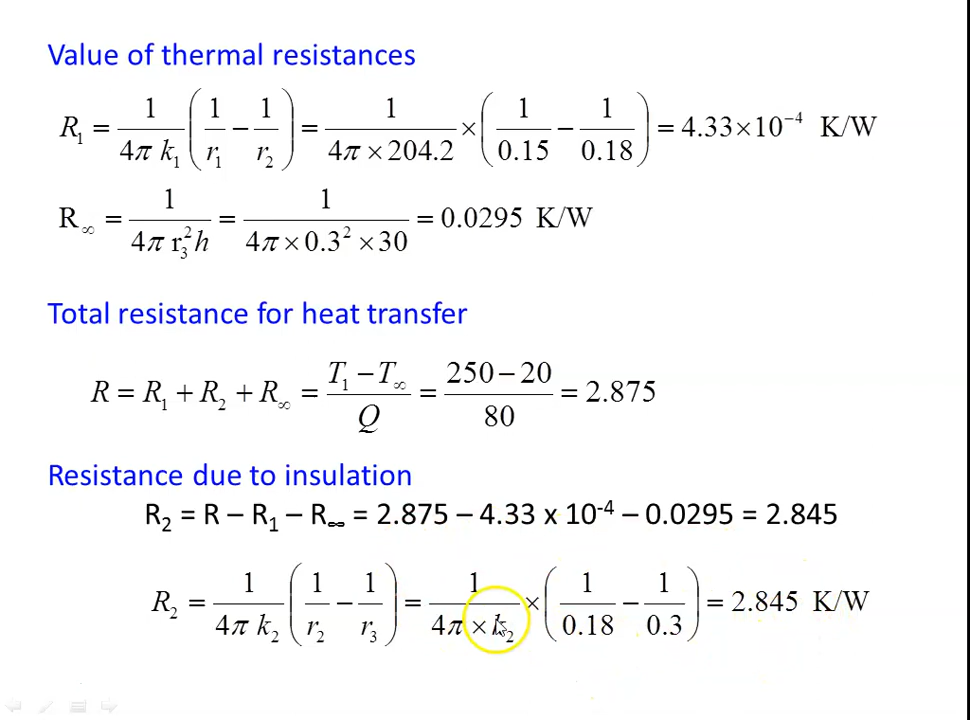 Value of thermal resistances
R₁ = 1/(4π k₁) (1/r₁ − 1/r₂) = 1/(4π × 204.2) × (1/0.15 − 1/0.18) = 4.33×10⁻⁴ K/W
R∞ = 1/(4π r₃² h) = 1/(4π × 0.3² × 30) = 0.0295 K/W
Total resistance for heat transfer
R = R₁ + R₂ + R∞ = (T₁ − T∞)/Q = (250 − 20)/80 = 2.875
Resistance due to insulation
R₂ = R – R₁ – R∞ = 2.875 – 4.33 x 10⁻⁴ – 0.0295 = 2.845
R₂ = 1/(4π k₂) (1/r₂ − 1/r₃) = 1/(4π × k₂) × (1/0.18 − 1/0.3) = 2.845 K/W